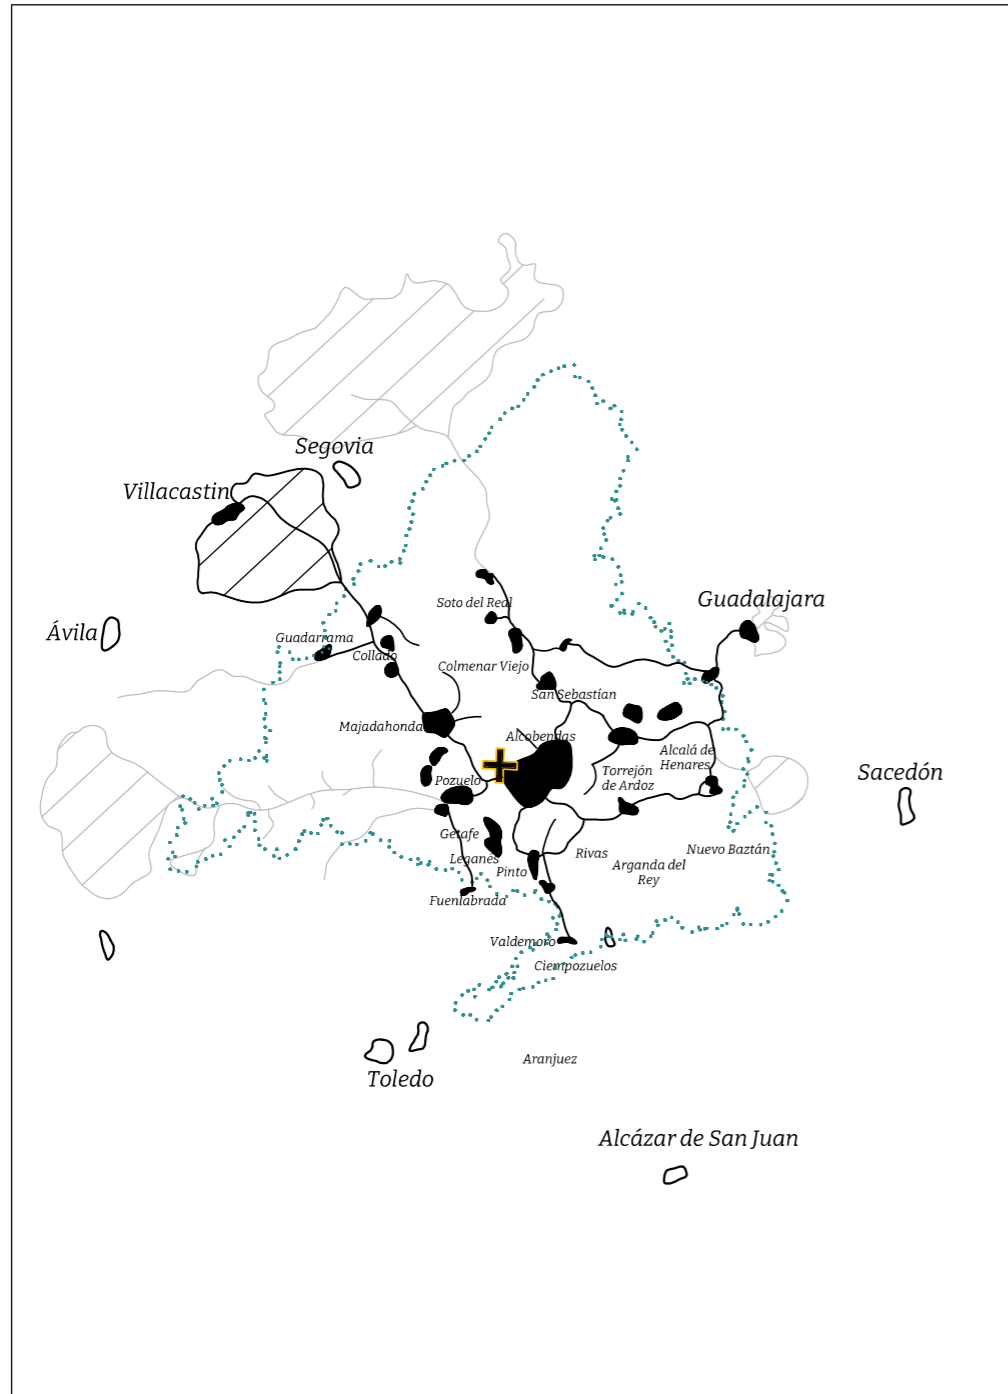 Segovia
Villacastin
Guadalajara
Soto del Real
Ávila
Guadarrama
Collado
Colmenar Viejo
San Sebastían
Majadahonda
Alcobendas
Alcalá de
Henares
Torrejón
de Ardoz
Sacedón
Pozuelo
Getafe
Leganés
Pinto
Rivas
Nuevo Baztán
Arganda del
Rey
Fuenlabrada
Valdemoro
Ciempozuelos
Aranjuez
Toledo
Alcázar de San Juan